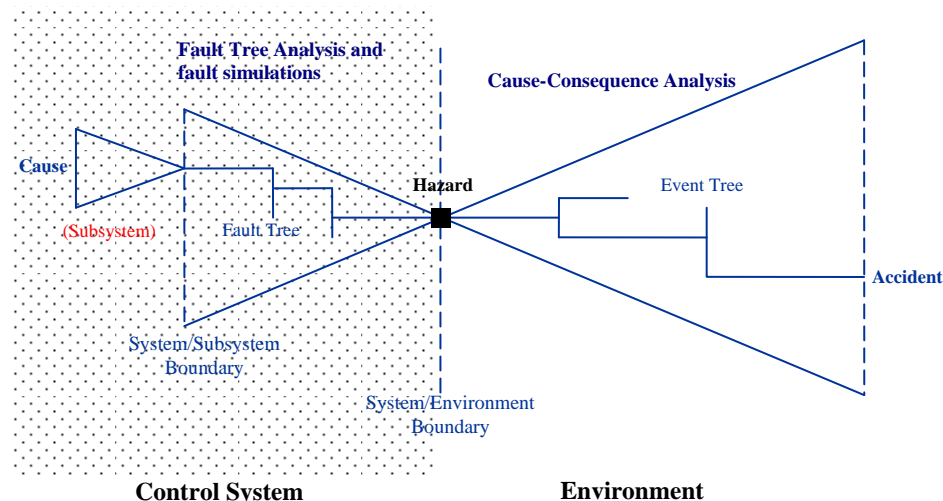 Fault Tree Analysis and
fault simulations
Cause-Consequence Analysis
Cause
Hazard
Event Tree
(Subsystem)
Fault Tree
Accident
System/Subsystem
Boundary
System/Environment
Boundary
Control System
Environment